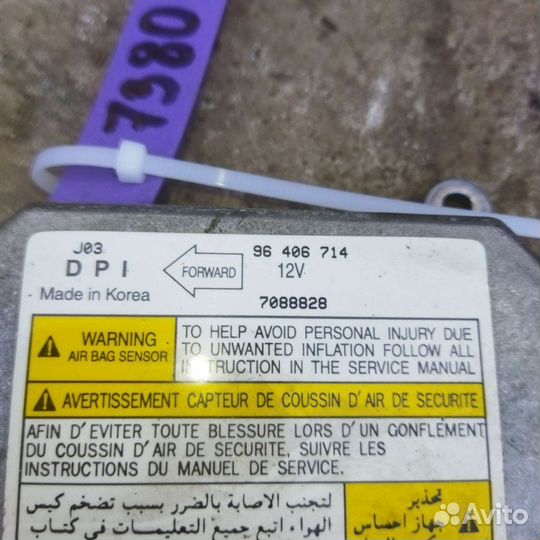 7980
J03
96 406 714
D P I
FORWARD
12V
Made in Korea
7088828
WARNING
AIR BAG SENSOR
TO HELP AVOID PERSONAL INJURY DUE
TO UNWANTED INFLATION FOLLOW ALL
INSTRUCTION IN THE SERVICE MANUAL
AVERTISSEMENT CAPTEUR DE COUSSIN D'AIR DE SECURITE
AFIN D'EVITER TOUTE BLESSURE LORS D'UN GONFLEMENT
DU COUSSIN D'AIR DE SECURITE, SUIVRE LES
INSTRUCTIONS DU MANUEL DE SERVICE.
لتجنب الاصابة بالضرر بسبب تضخم كيس
الهواء اتبع جميع التعليمات في كتاب
تحذير
جهاز احساس
Avito